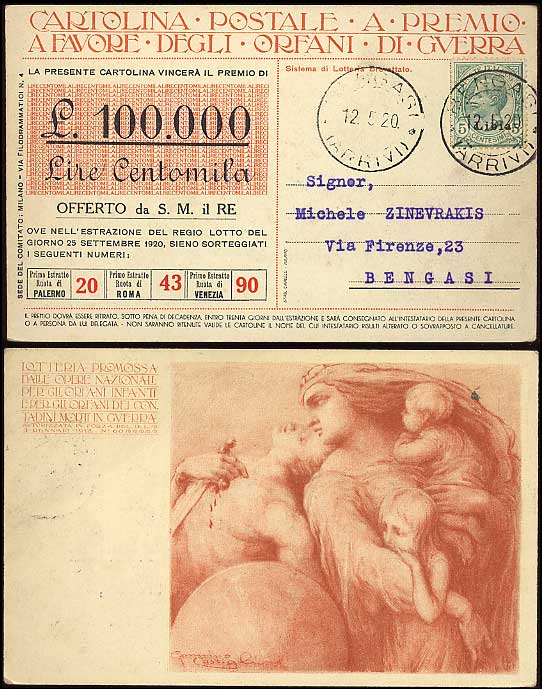 CARTOLINA · POSTALE · A · PREMIO ·
A FAVORE · DEGLI · ORFANI · DI · GVERRA
LA PRESENTE CARTOLINA VINCERÀ IL PREMIO DI
L. 100.000
Lire Centomila
OFFERTO da S. M. il RE
OVE NELL'ESTRAZIONE DEL REGIO LOTTO DEL
GIORNO 25 SETTEMBRE 1920, SIENO SORTEGGIATI
I SEGUENTI NUMERI:
Primo Estratto
Ruota di
PALERMO
20
Primo Estratto
Ruota di
ROMA
43
Primo Estratto
Ruota di
VENEZIA
90
SEDE DEL COMITATO: MILANO - VIA FILODRAMMATICI N. 4
Sistema di Lotteria Brevettato.
12.5.20.
(ARRIVI)
BENGASI
12.5.20
(ARRIVI)
Signer,
Michele ZINEVRAKIS
Via Firenze,23
BENGASI
IL PREMIO DOVRÀ ESSERE RITIRATO, SOTTO PENA DI DECADENZA, ENTRO TRENTA GIORNI DALL'ESTRAZIONE E SARÀ CONSEGNATO ALL'INTESTATARIO DELLA PRESENTE CARTOLINA
O A PERSONA DA LUI DELEGATA - NON SARANNO RITENUTE VALIDE LE CARTOLINE IL NOME DEL CUI INTESTATARIO RISULTI ALTERATO O SOVRAPPOSTO A CANCELLATURE.
LOTTERIA PROMOSSA
DALLE OPERE NAZIONALI
PER GLI ORFANI INFANTI
E PER GLI ORFANI DEI CON
TADINI MORTI IN GVERRA